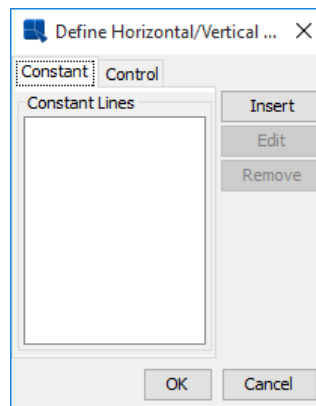 Define Horizontal/Vertical ...
Constant Control
Constant Lines
Insert
Edit
Remove
OK Cancel